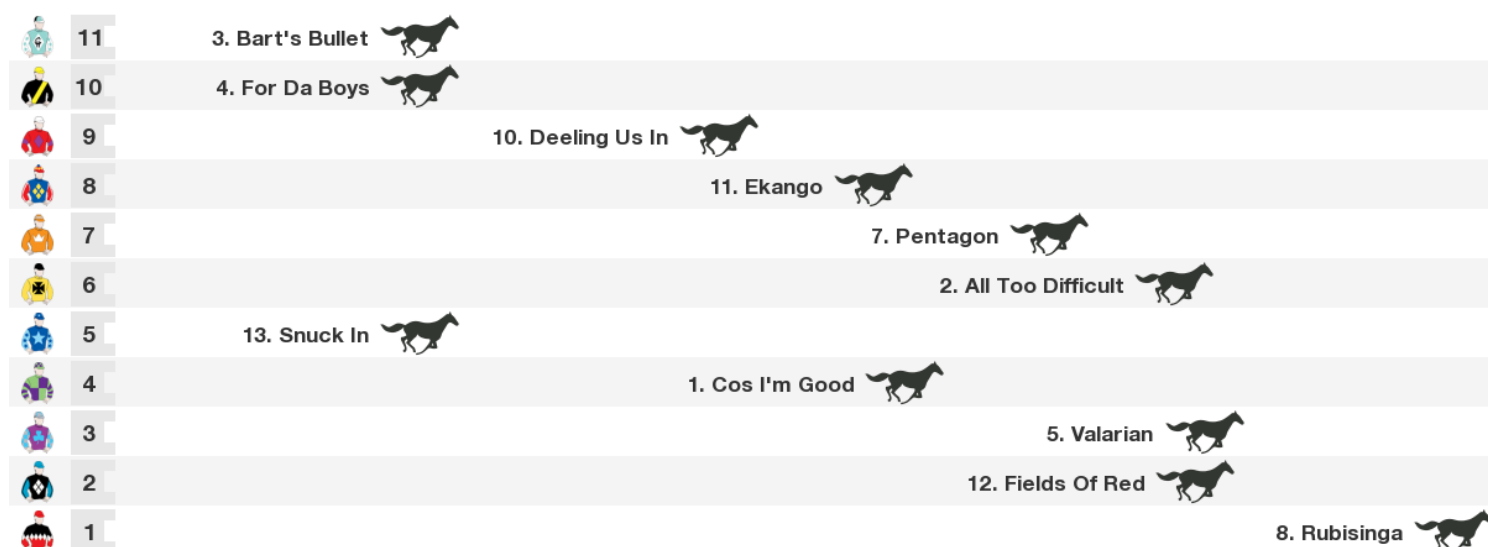 11 3. Bart's Bullet
10 4. For Da Boys
9 10. Deeling Us In
8 11. Ekango
7 7. Pentagon
6 2. All Too Difficult
5 13. Snuck In
4 1. Cos I'm Good
3 5. Valarian
2 12. Fields Of Red
1 8. Rubisinga